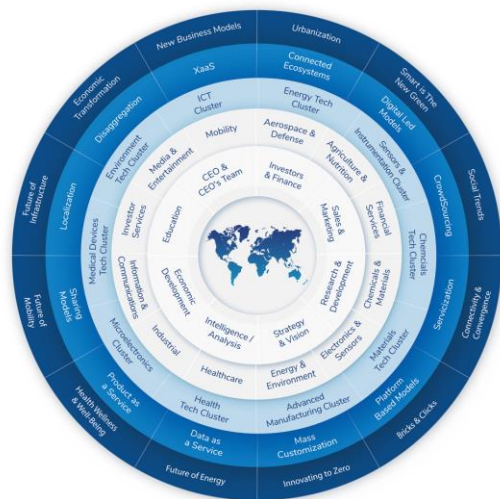 New Business Models
Urbanization
Smart is The
New Green
Social Trends
Connectivity &
Convergence
Bricks & Clicks
Innovating to Zero
Future of Energy
Health Wellness
& Well-Being
Future of
Mobility
Future of
Infrastructure
Economic
Transformation
XaaS
Connected
Ecosystems
Digital Led
Models
CrowdSourcing
Servicization
Platform
Based Models
Mass
Customization
Data as
a Service
Product as
a Service
Sharing
Models
Localization
Disaggregation
ICT
Cluster
Energy Tech
Cluster
Sensors &
Instrumentation Cluster
Chemcials
Tech Cluster
Materials
Tech Cluster
Advanced
Manufacturing Cluster
Health
Tech Cluster
Microelectronics
Cluster
Medical Devices
Tech Cluster
Environment
Tech Cluster
Mobility
Aerospace &
Defense
Agriculture &
Nutrition
Financial
Services
Chemicals &
Materials
Electronics &
Sensors
Energy &
Environment
Healthcare
Industrial
Information &
Communications
Investor
Services
Media &
Entertainment
CEO &
CEO's Team
Investors
& Finance
Sales &
Marketing
Research &
Development
Strategy
& Vision
Intelligence /
Analysis
Economic
Development
Education